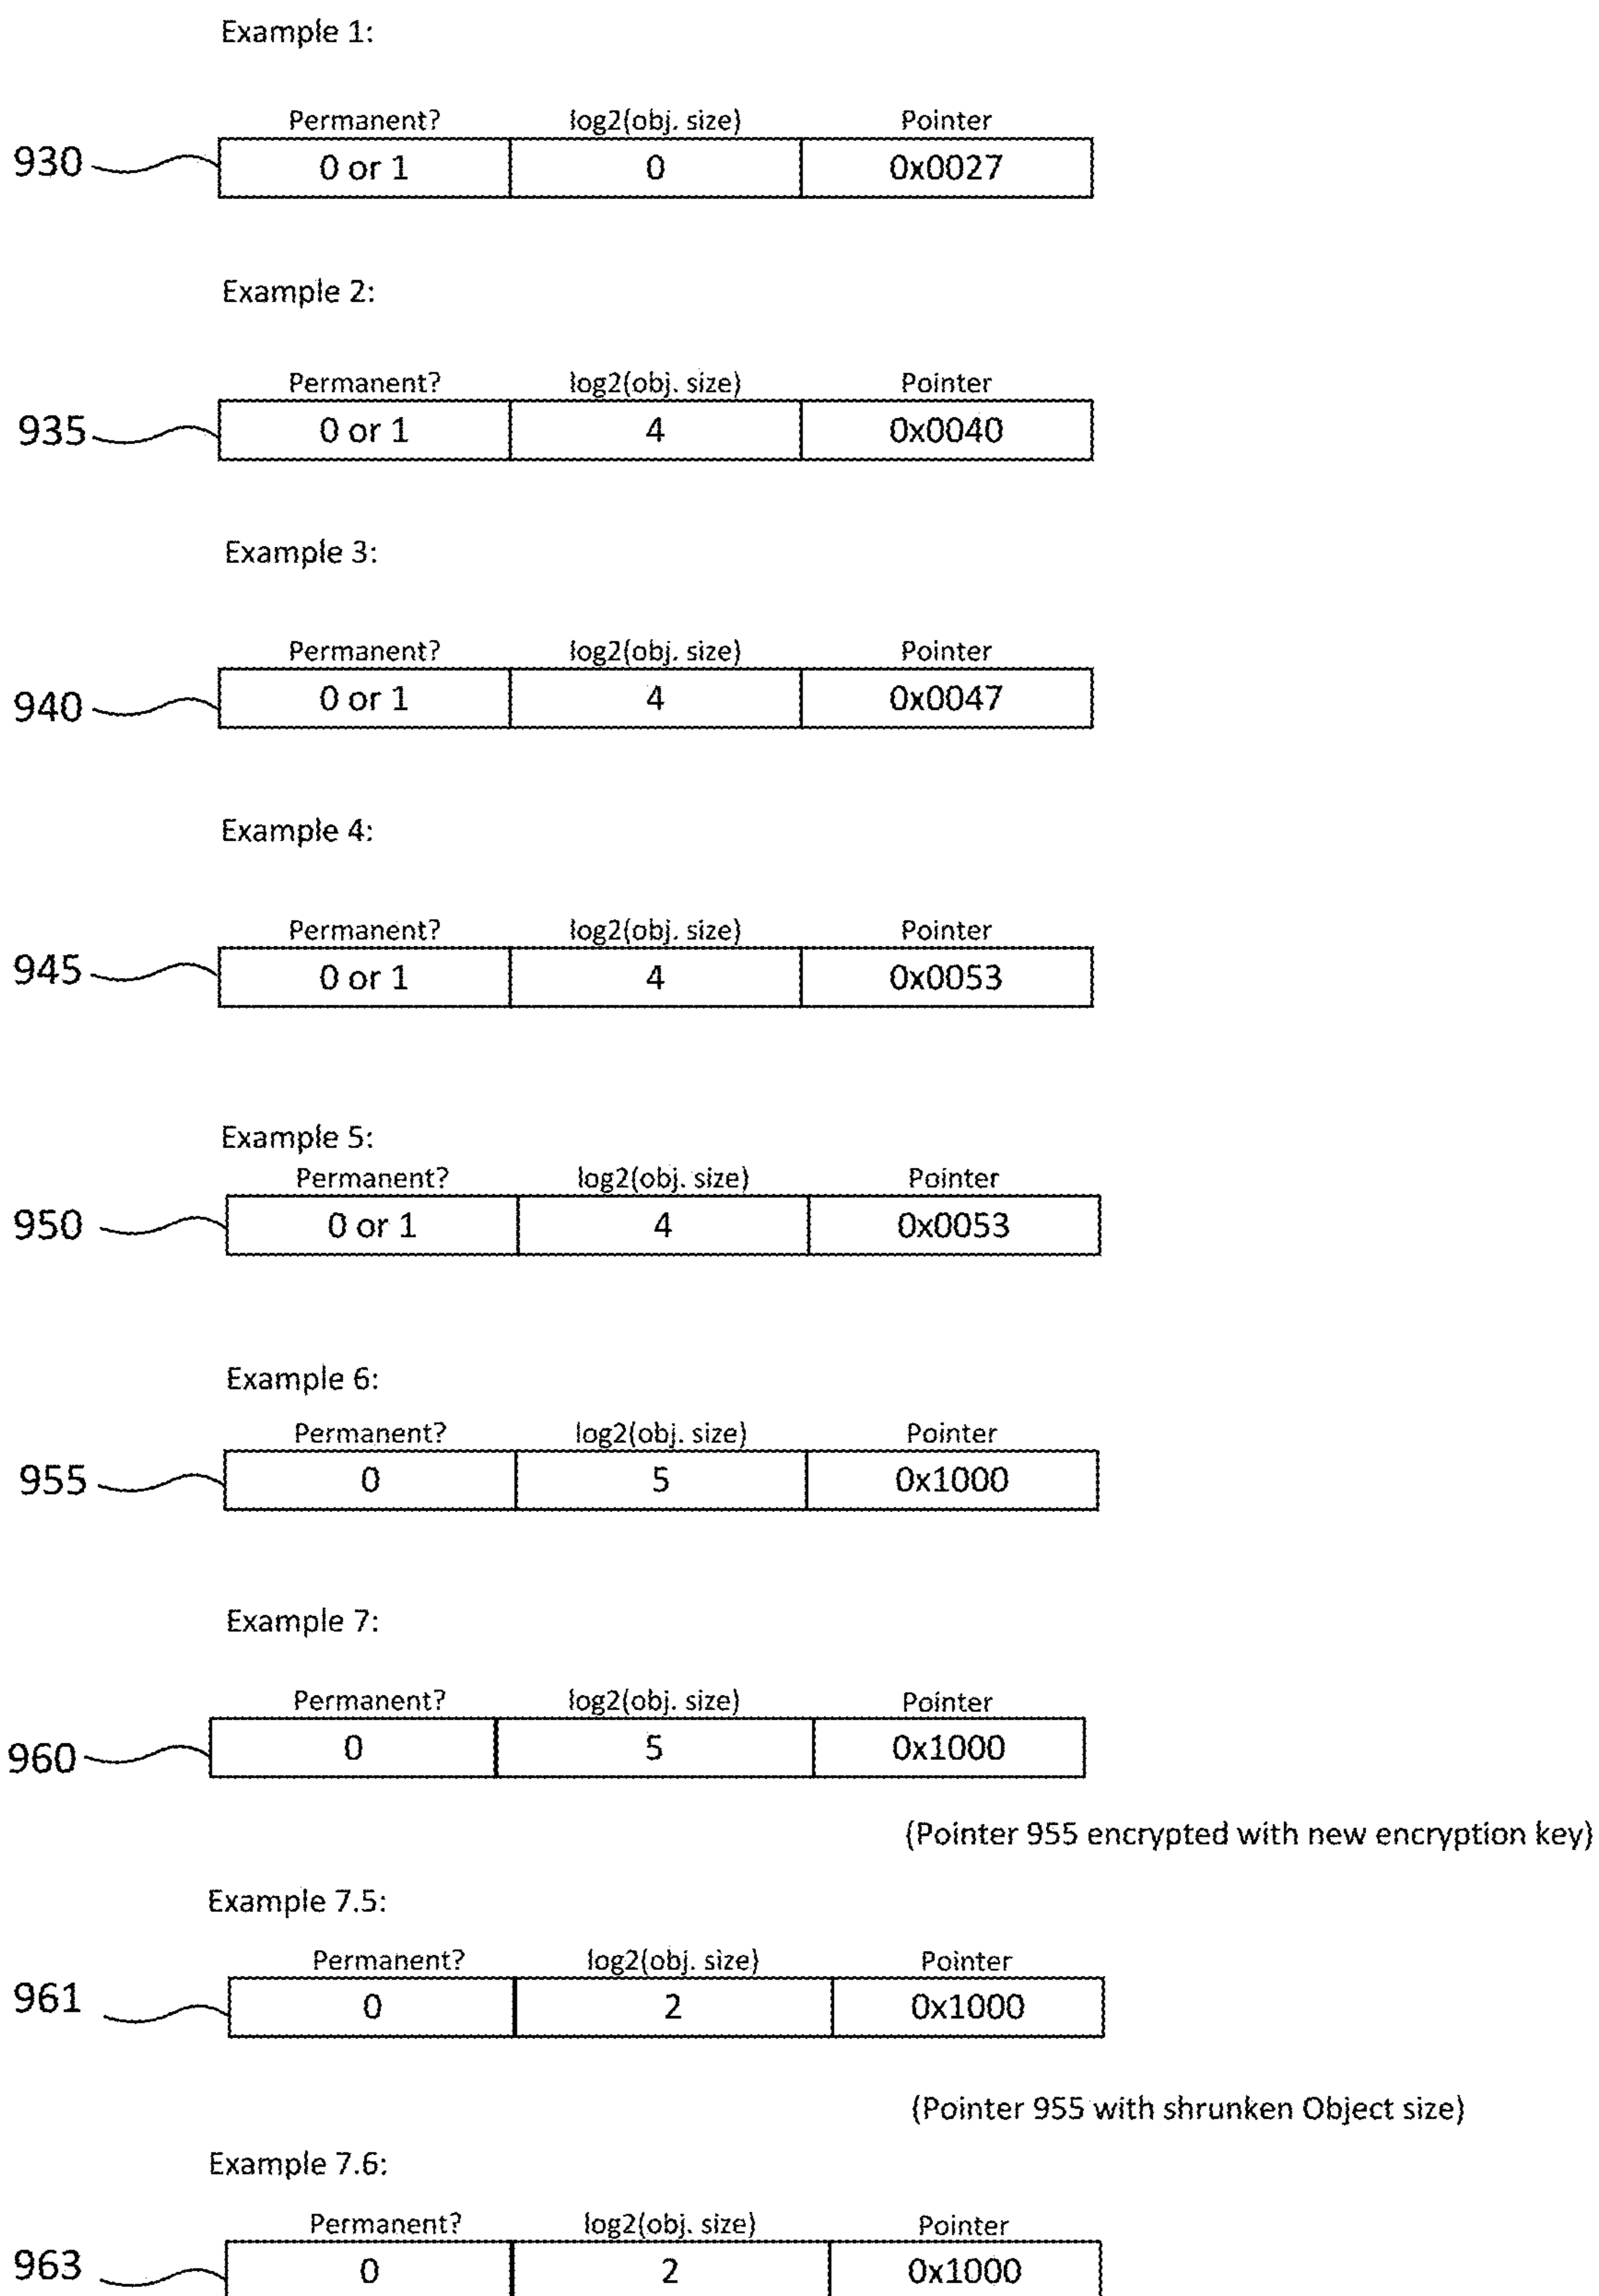 Example 1:
Permanent? log2(obj. size) Pointer
930 0 or 1 0 0x0027
Example 2:
Permanent? log2(obj. size) Pointer
935 0 or 1 4 0x0040
Example 3:
Permanent? log2(obj. size) Pointer
940 0 or 1 4 0x0047
Example 4:
Permanent? log2(obj. size) Pointer
945 0 or 1 4 0x0053
Example 5:
Permanent? log2(obj. size) Pointer
950 0 or 1 4 0x0053
Example 6:
Permanent? log2(obj. size) Pointer
955 0 5 0x1000
Example 7:
Permanent? log2(obj. size) Pointer
960 0 5 0x1000
(Pointer 955 encrypted with new encryption key)
Example 7.5:
Permanent? log2(obj. size) Pointer
961 0 2 0x1000
(Pointer 955 with shrunken Object size)
Example 7.6:
Permanent? log2(obj. size) Pointer
963 0 2 0x1000